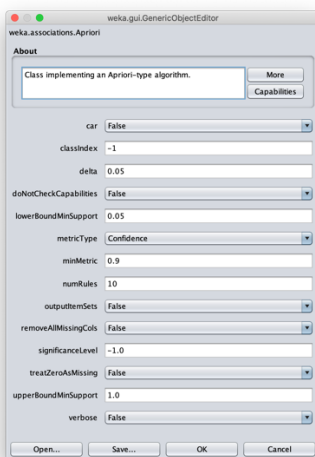 weka.gui.GenericObjectEditor
weka.associations.Apriori
About
Class implementing an Apriori-type algorithm.
More
Capabilities
car False
classIndex -1
delta 0.05
doNotCheckCapabilities False
lowerBoundMinSupport 0.05
metricType Confidence
minMetric 0.9
numRules 10
outputItemSets False
removeAllMissingCols False
significanceLevel -1.0
treatZeroAsMissing False
upperBoundMinSupport 1.0
verbose False
Open... Save... OK Cancel